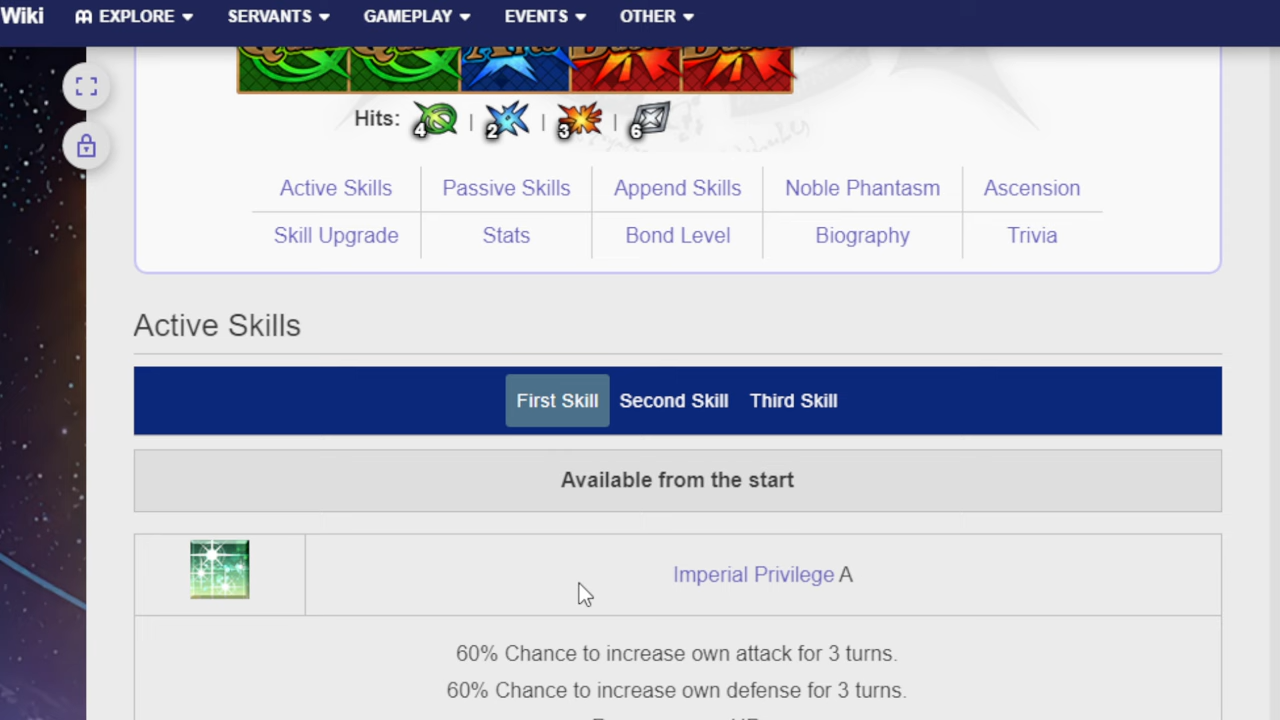 Wiki EXPLORE SERVANTS GAMEPLAY EVENTS OTHER
Hits: 4 | 2 | 3 | 6
Active Skills Passive Skills Append Skills Noble Phantasm Ascension
Skill Upgrade Stats Bond Level Biography Trivia
Active Skills
First Skill Second Skill Third Skill
Available from the start
Imperial Privilege A
60% Chance to increase own attack for 3 turns.
60% Chance to increase own defense for 3 turns.